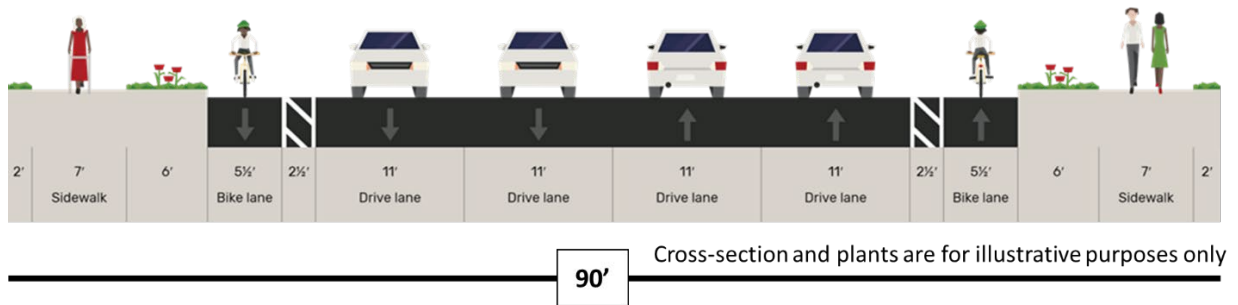 2' 7' 6' 5½' 2½' 11' 11' 11' 11' 2½' 5½' 6' 7' 2'
Sidewalk Bike lane Drive lane Drive lane Drive lane Drive lane Bike lane Sidewalk
Cross-section and plants are for illustrative purposes only
90'